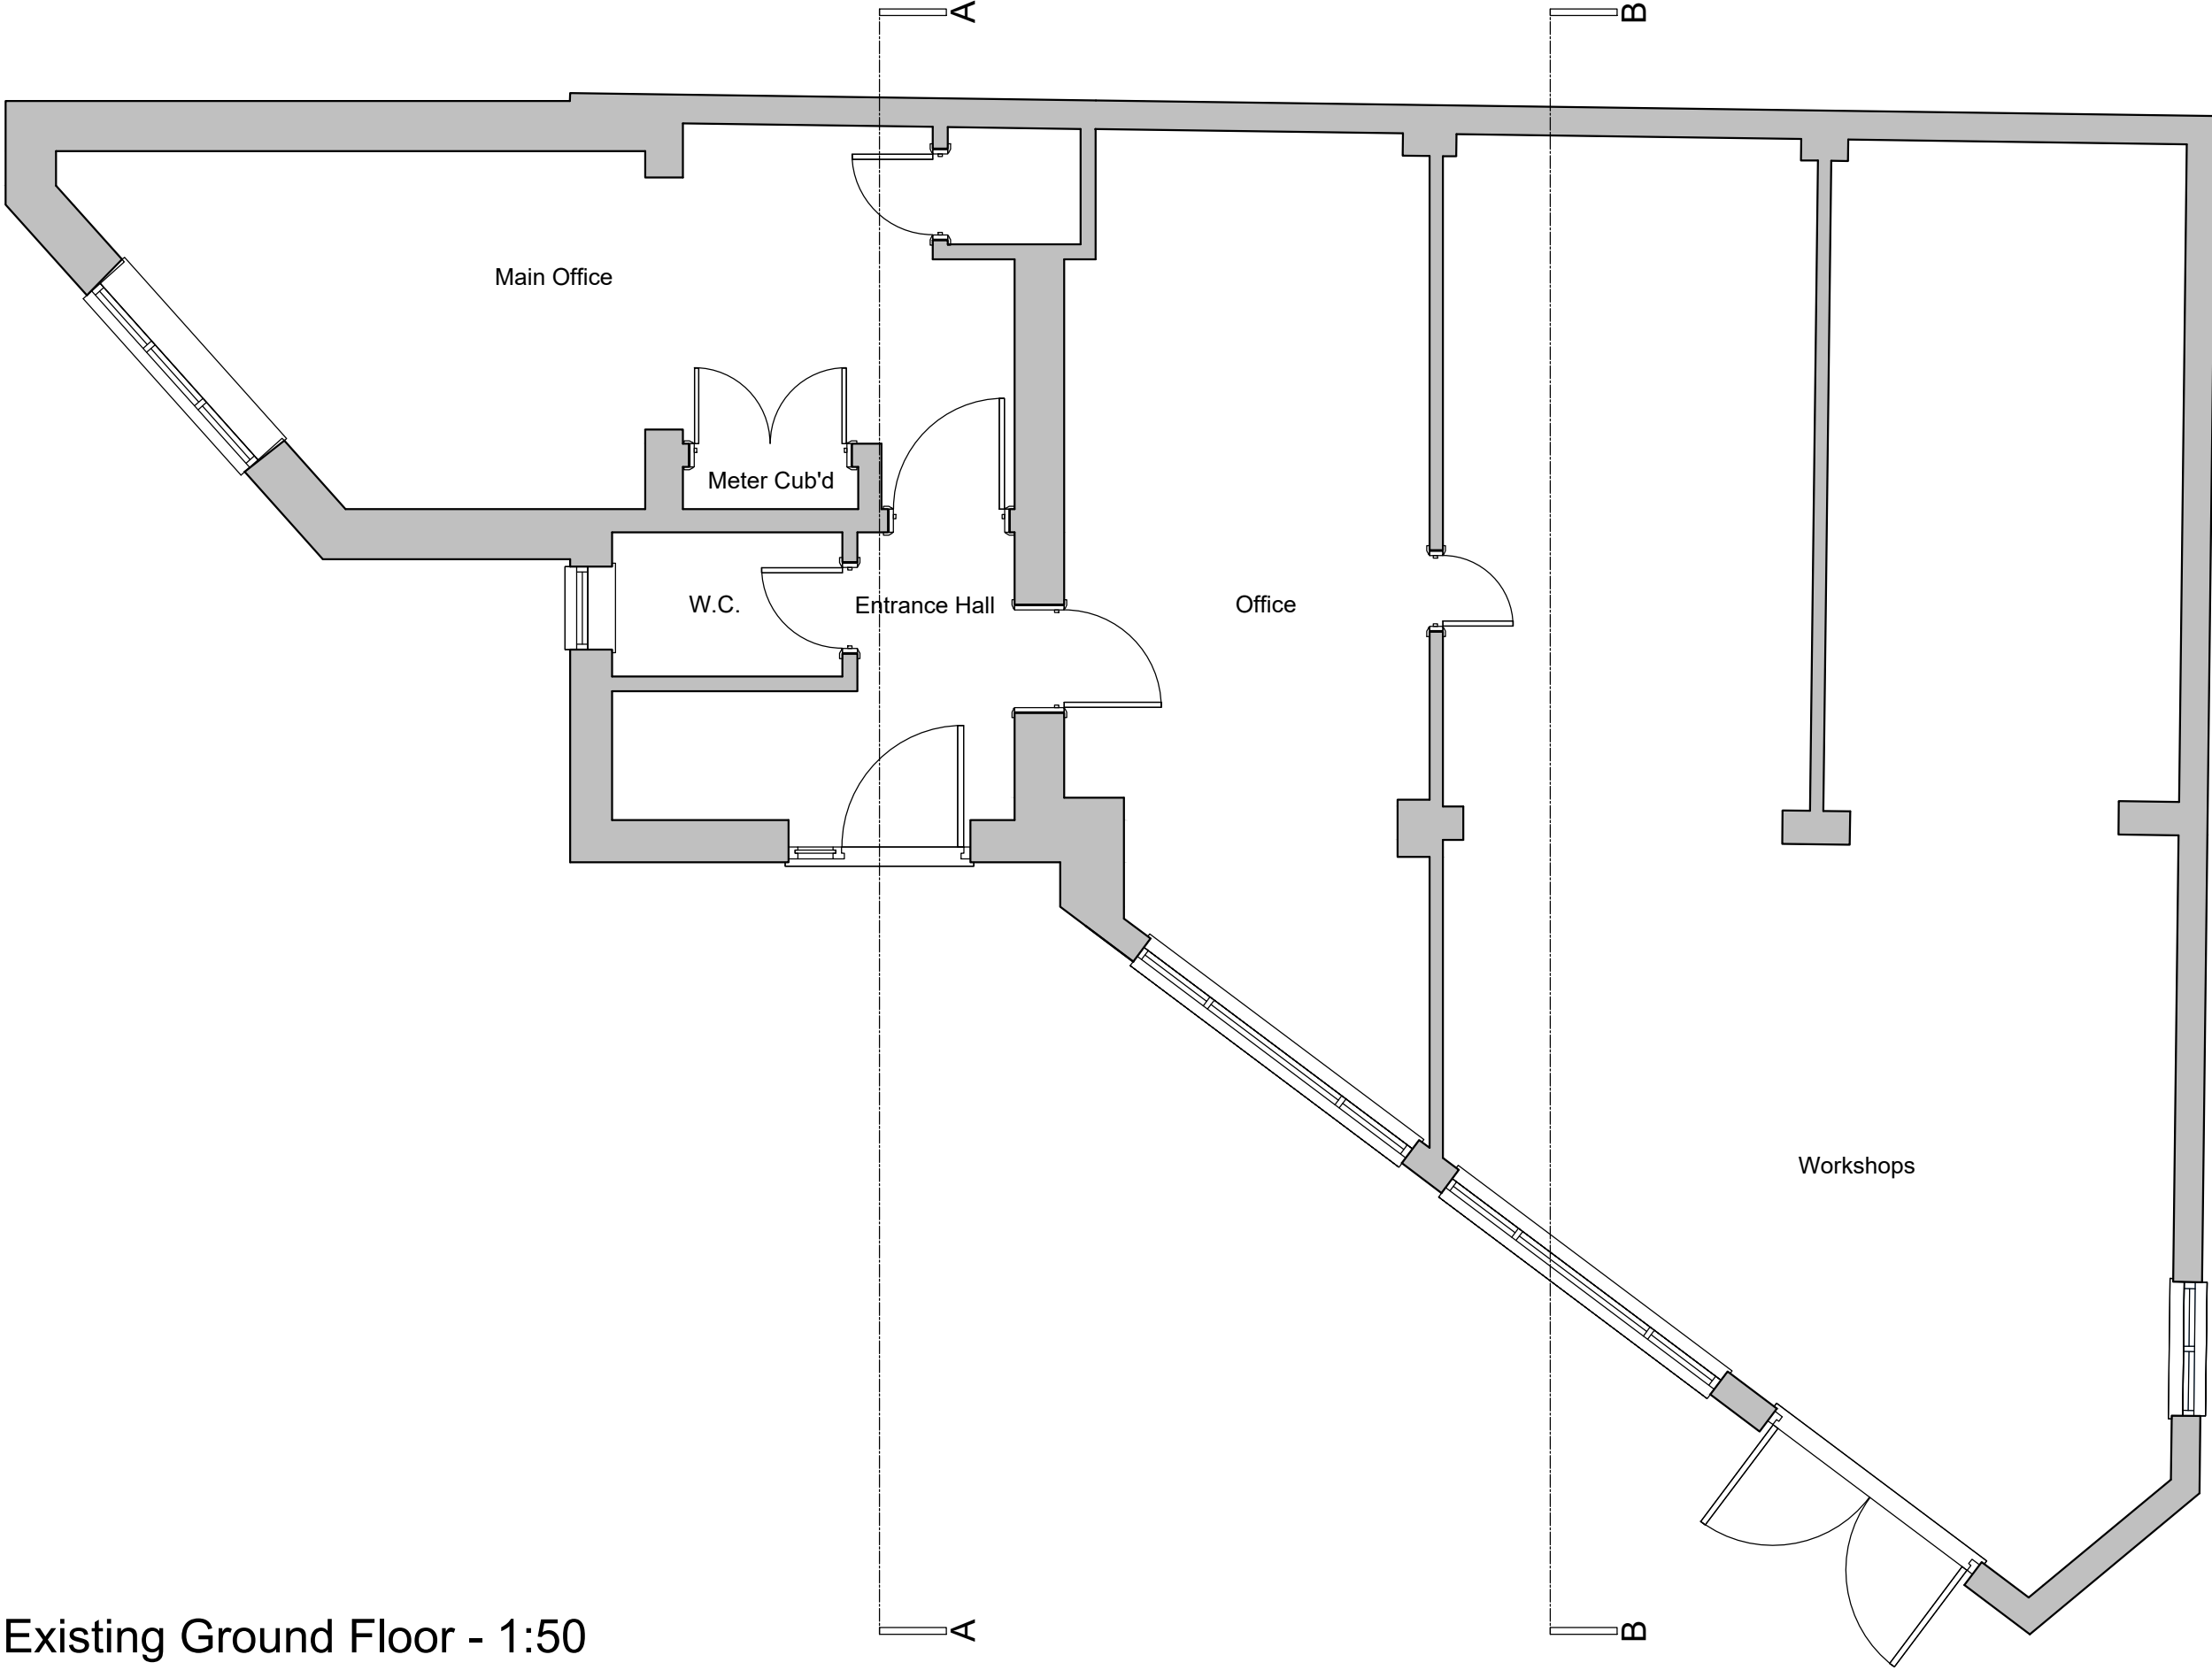 A
B
Main Office
Meter Cub'd
W.C.
Entrance Hall
Office
Workshops
A
B
Existing Ground Floor - 1:50